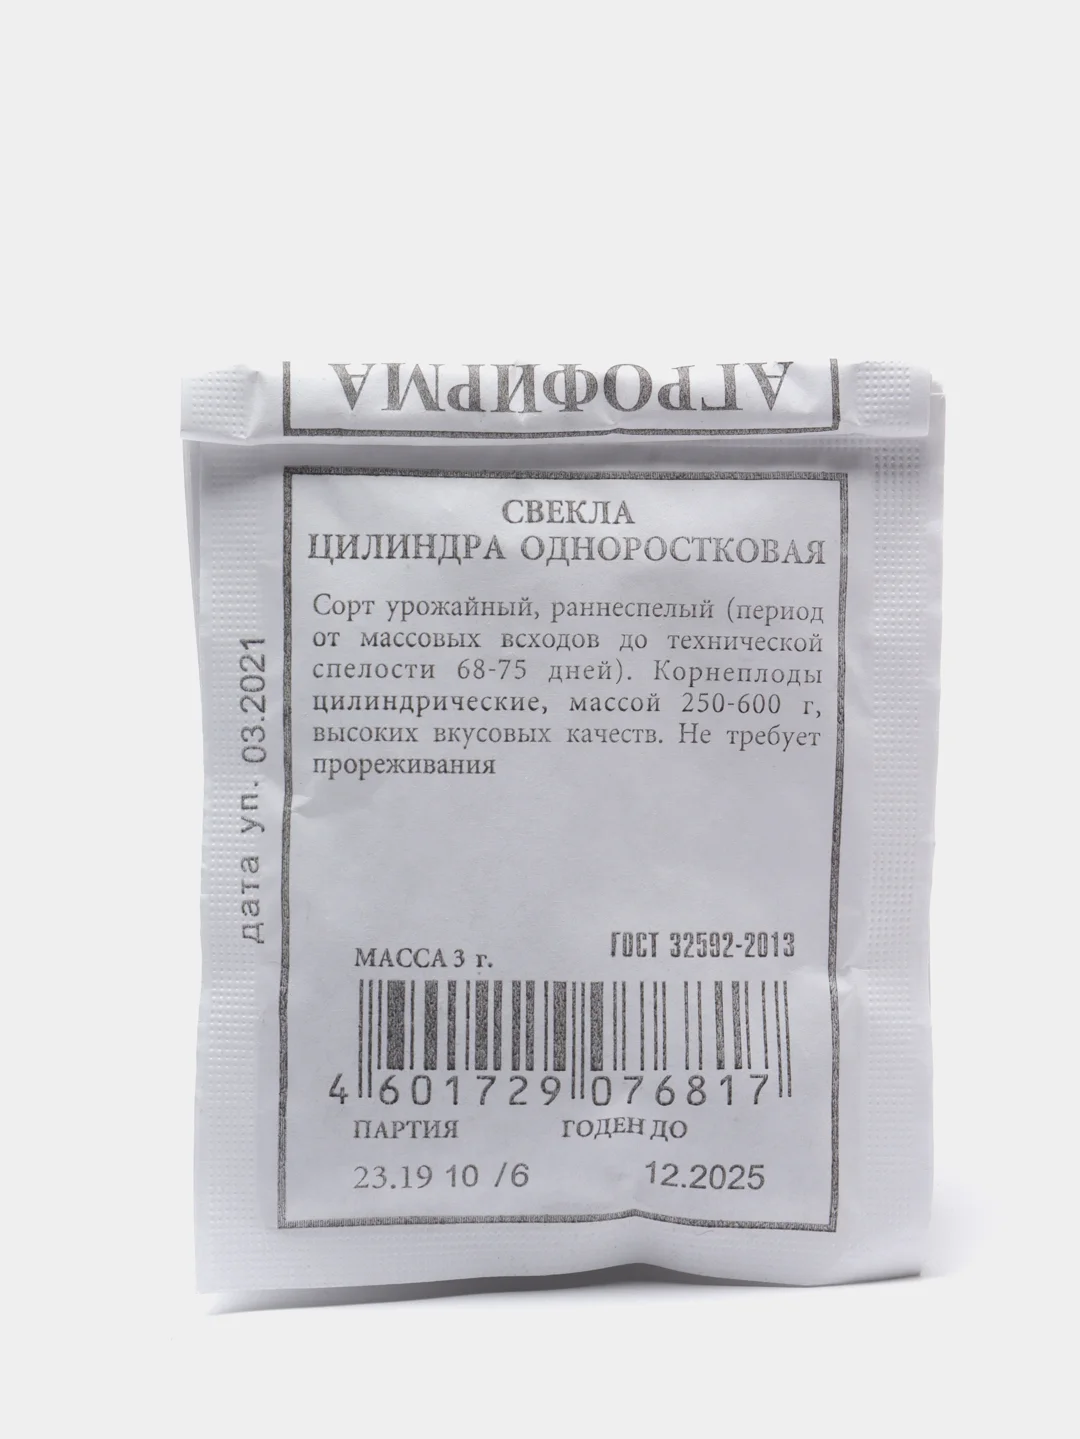 АГРОФИРМА
СВЕКЛА
ЦИЛИНДРА ОДНОРОСТКОВАЯ
Сорт урожайный, раннеспелый (период
от массовых всходов до технической
спелости 68-75 дней). Корнеплоды
цилиндрические, массой 250-600 г,
высоких вкусовых качеств. Не требует
прореживания
дата уп. 03.2021
МАССА 3 г.
ГОСТ 32592-2013
4 601729 076817
ПАРТИЯ
ГОДЕН ДО
23.19 10 /6
12.2025